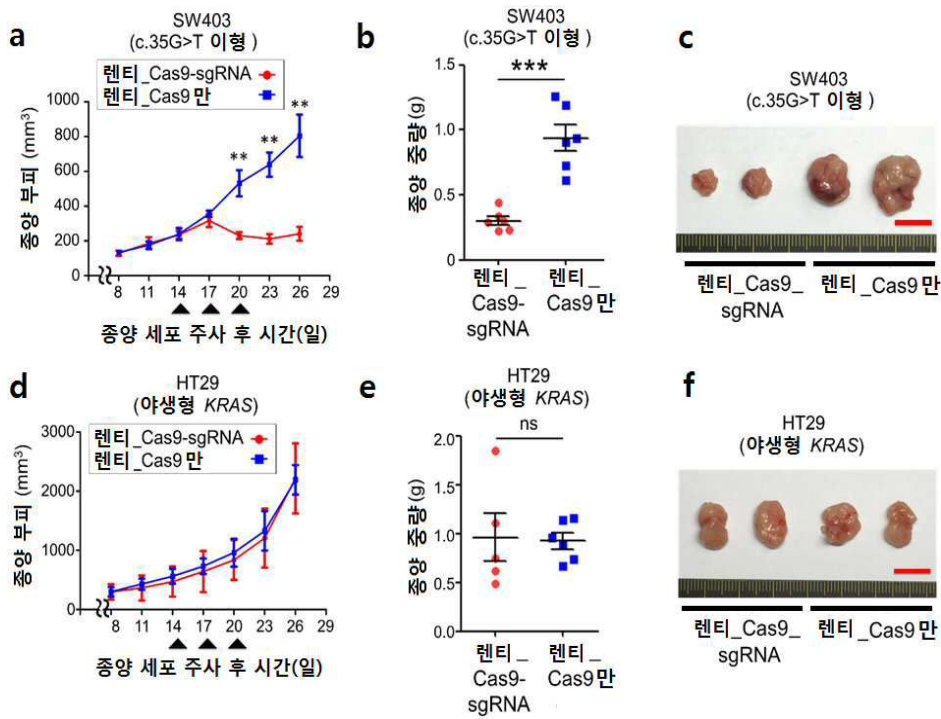 a
SW403
(c.35G>T 이형 )
렌티_Cas9-sgRNA
렌티_Cas9 만
종양 부피 (mm³)
1000
800
600
400
200
0
**
**
**
8 11 14 17 20 23 26 29
종양 세포 주사 후 시간(일)
b
SW403
(c.35G>T 이형 )
종양 중량(g)
1.5
1.0
0.5
0
***
렌티_
Cas9-
sgRNA
렌티_
Cas9만
c
SW403
(c.35G>T 이형 )
렌티_Cas9_
sgRNA
렌티_Cas9 만
d
HT29
(야생형 KRAS)
렌티_Cas9-sgRNA
렌티_Cas9 만
종양 부피 (mm³)
3000
2000
1000
0
8 11 14 17 20 23 26 29
종양 세포 주사 후 시간(일)
e
HT29
(야생형 KRAS)
종양 중량(g)
2.0
1.5
1.0
0.5
0.0
ns
렌티_
Cas9-
sgRNA
렌티_
Cas9만
f
HT29
(야생형 KRAS)
렌티_Cas9_
sgRNA
렌티_Cas9 만